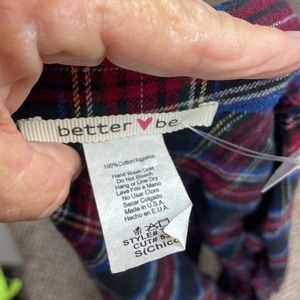 better ♥ be
100%Cotton/Algodon
Hand Wash Cold
Do Not Bleach
Hang or Line Dry
Lave Frio a Mano
No Usar Cloro
Secar Colgado
Made in U.S.A.
Hecho en E.U.A.
STYLE#
CUT#
S(Chico